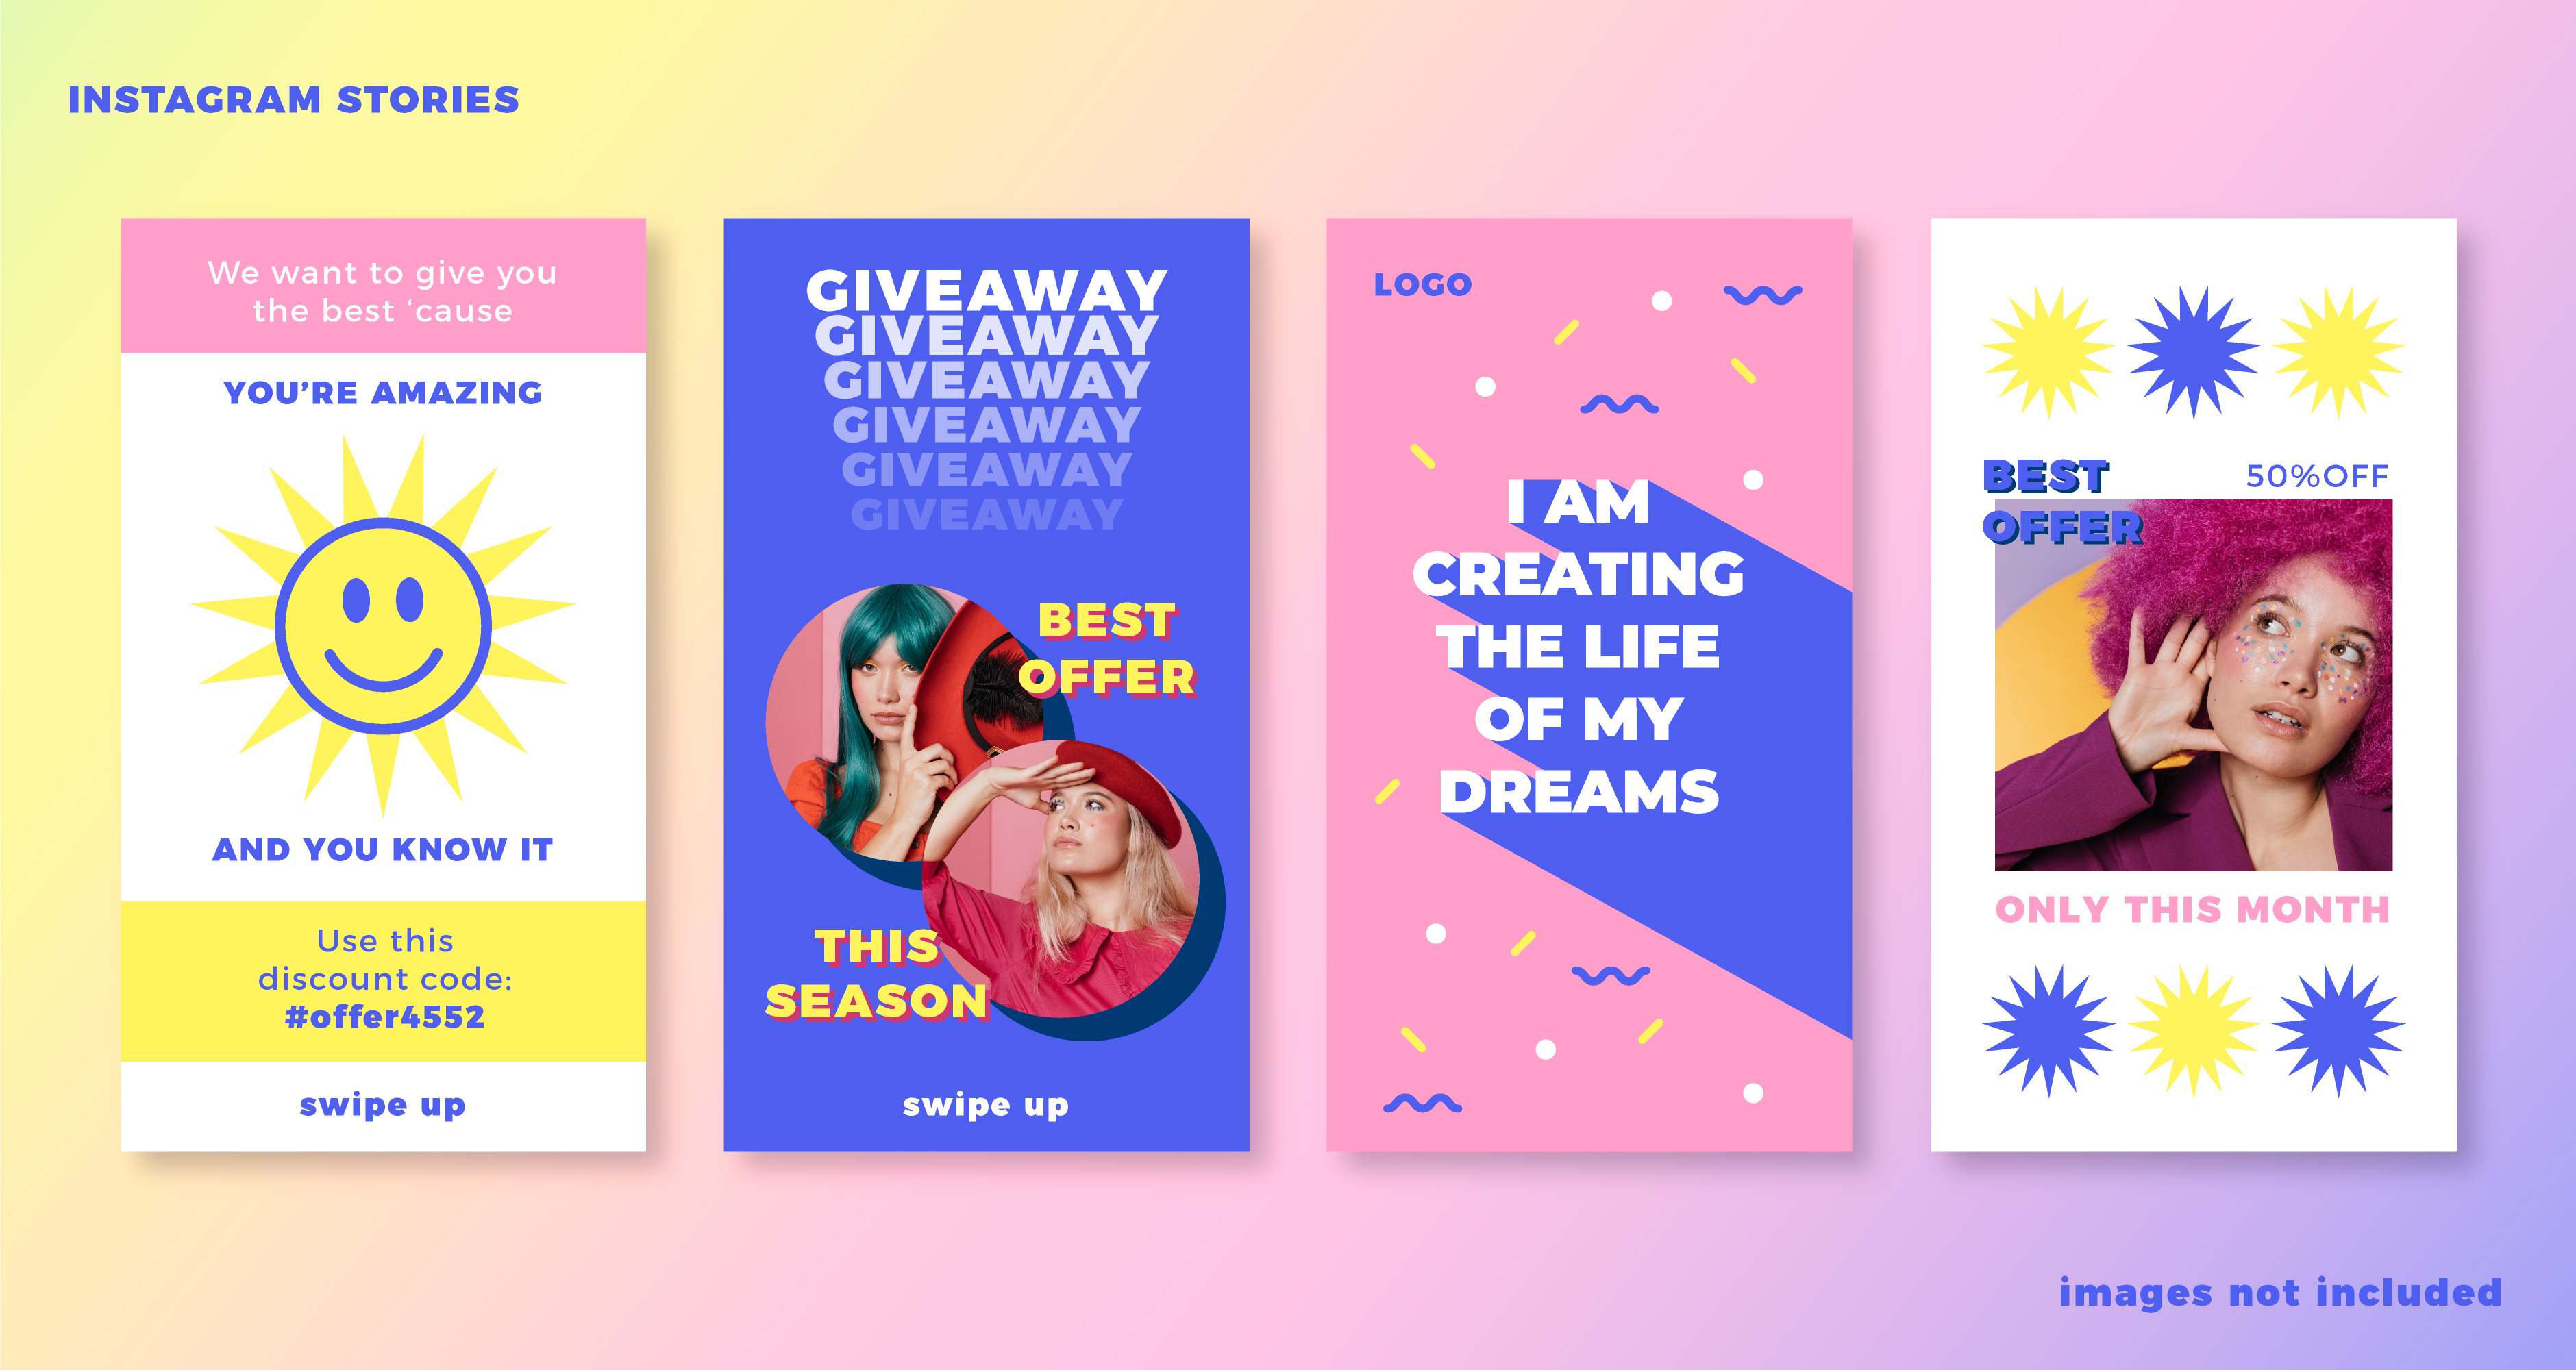 INSTAGRAM STORIES
We want to give you
the best ‘cause
YOU’RE AMAZING
AND YOU KNOW IT
Use this
discount code:
#offer4552
swipe up
GIVEAWAY
GIVEAWAY
GIVEAWAY
GIVEAWAY
GIVEAWAY
GIVEAWAY
BEST
OFFER
THIS
SEASON
swipe up
LOGO
I AM
CREATING
THE LIFE
OF MY
DREAMS
BEST
OFFER
50%OFF
ONLY THIS MONTH
images not included